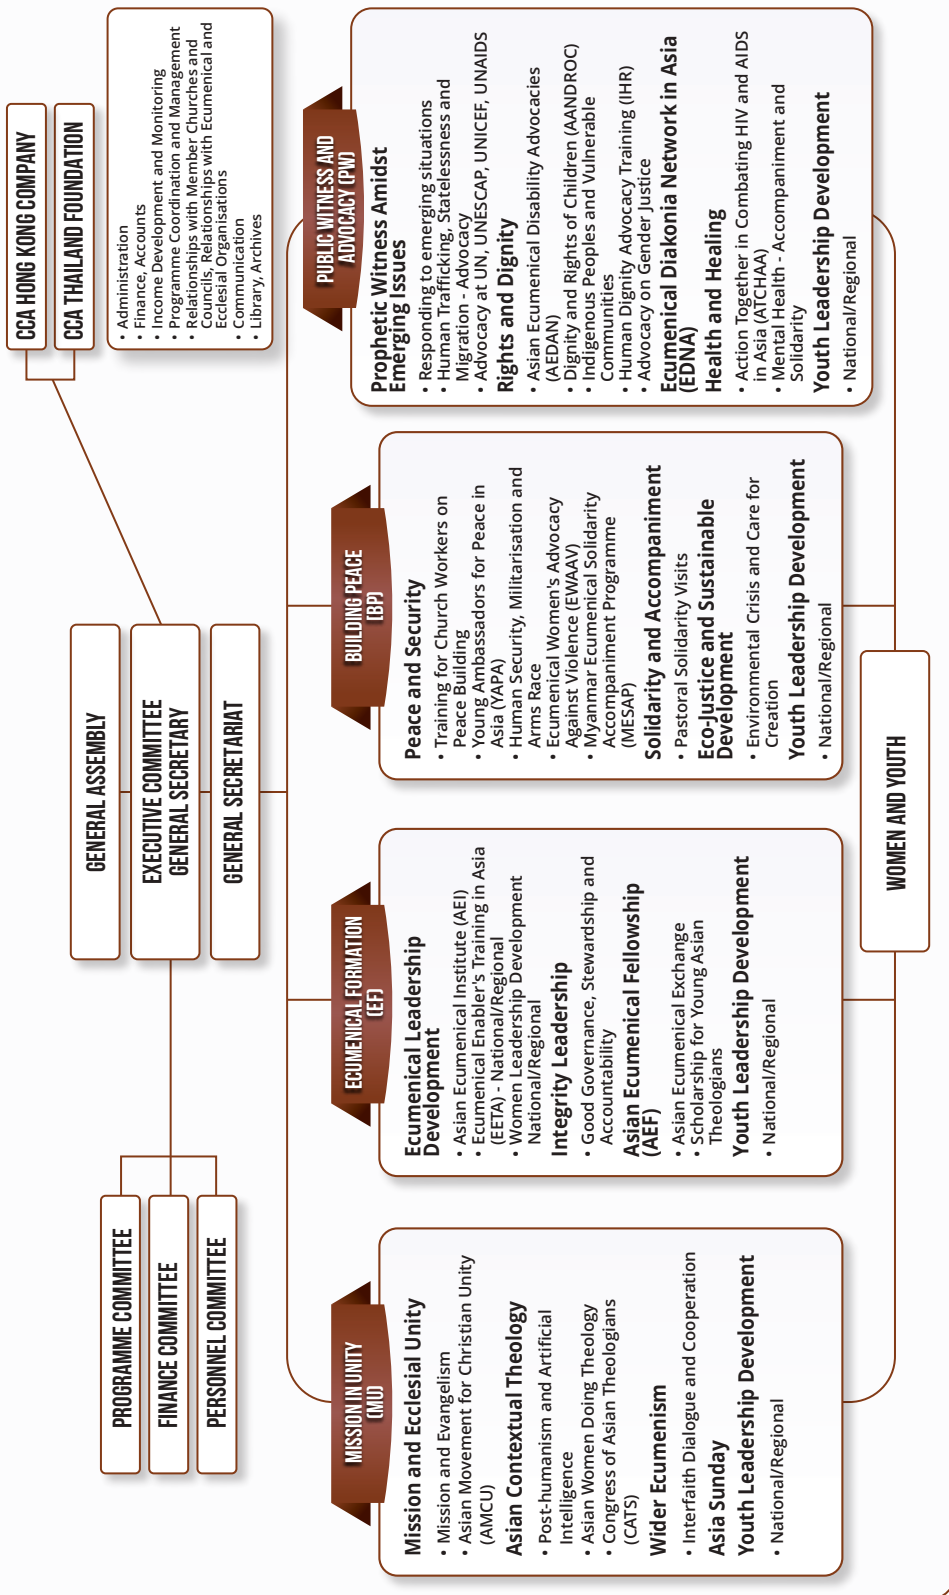 GENERAL ASSEMBLY
EXECUTIVE COMMITTEE
GENERAL SECRETARY
GENERAL SECRETARIAT
PROGRAMME COMMITTEE
FINANCE COMMITTEE
PERSONNEL COMMITTEE
CCA HONG KONG COMPANY
CCA THAILAND FOUNDATION
• Administration
• Finance, Accounts
• Income Development and Monitoring
• Programme Coordination and Management
• Relationships with Member Churches and
Councils, Relationships with Ecumenical and
Ecclesial Organisations
• Communication
• Library, Archives
MISSION IN UNITY
(MU)
Mission and Ecclesial Unity
• Mission and Evangelism
• Asian Movement for Christian Unity
(AMCU)
Asian Contextual Theology
• Post-humanism and Artificial
Intelligence
• Asian Women Doing Theology
• Congress of Asian Theologians
(CATS)
Wider Ecumenism
• Interfaith Dialogue and Cooperation
Asia Sunday
Youth Leadership Development
• National/Regional
ECUMENICAL FORMATION
(EF)
Ecumenical Leadership
Development
• Asian Ecumenical Institute (AEI)
• Ecumenical Enabler's Training in Asia
(EETA) - National/Regional
• Women Leadership Development
National/Regional
Integrity Leadership
• Good Governance, Stewardship and
Accountability
Asian Ecumenical Fellowship
(AEF)
• Asian Ecumenical Exchange
• Scholarship for Young Asian
Theologians
Youth Leadership Development
• National/Regional
BUILDING PEACE
(BP)
Peace and Security
• Training for Church Workers on
Peace Building
• Young Ambassadors for Peace in
Asia (YAPA)
• Human Security, Militarisation and
Arms Race
• Ecumenical Women's Advocacy
Against Violence (EWAAV)
• Myanmar Ecumenical Solidarity
Accompaniment Programme
(MESAP)
Solidarity and Accompaniment
• Pastoral Solidarity Visits
Eco-Justice and Sustainable
Development
• Environmental Crisis and Care for
Creation
Youth Leadership Development
• National/Regional
PUBLIC WITNESS AND
ADVOCACY (PW)
Prophetic Witness Amidst
Emerging Issues
• Responding to emerging situations
• Human Trafficking, Statelessness and
Migration - Advocacy
• Advocacy at UN, UNESCAP, UNICEF, UNAIDS
Rights and Dignity
• Asian Ecumenical Disability Advocacies
(AEDAN)
• Dignity and Rights of Children (AANDROC)
• Indigenous Peoples and Vulnerable
Communities
• Human Dignity Advocacy Training (IHR)
• Advocacy on Gender Justice
Ecumenical Diakonia Network in Asia
(EDNA)
Health and Healing
• Action Together in Combating HIV and AIDS
in Asia (ATCHAA)
• Mental Health - Accompaniment and
Solidarity
Youth Leadership Development
• National/Regional
WOMEN AND YOUTH